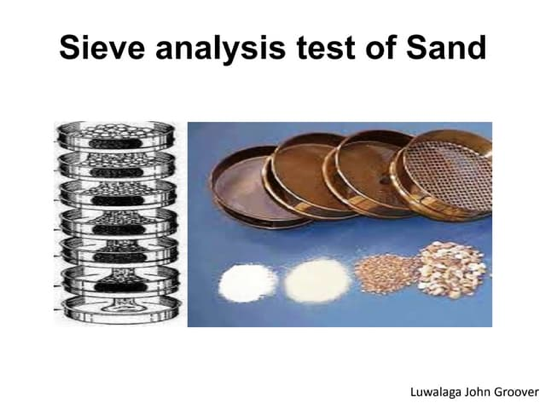 Sieve analysis test of Sand
Luwalaga John Groover